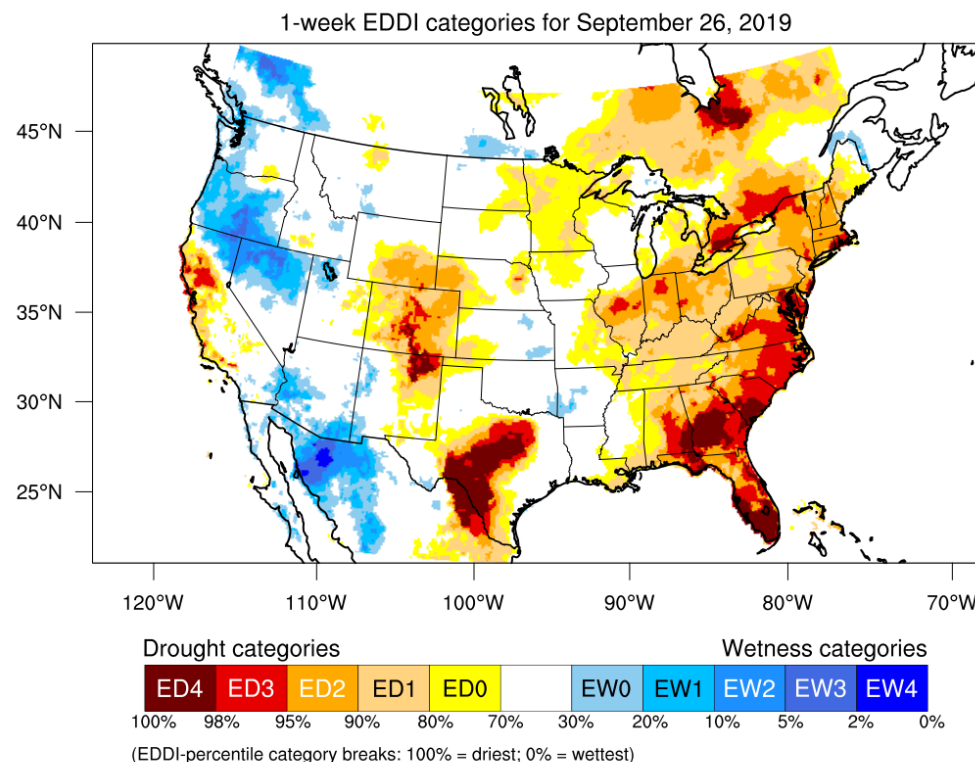 1-week EDDI categories for September 26, 2019
45°N
40°N
35°N
30°N
25°N
120°W 110°W 100°W 90°W 80°W 70°W
Drought categories Wetness categories
ED4 ED3 ED2 ED1 ED0 EW0 EW1 EW2 EW3 EW4
100% 98% 95% 90% 80% 70% 30% 20% 10% 5% 2% 0%
(EDDI-percentile category breaks: 100% = driest; 0% = wettest)